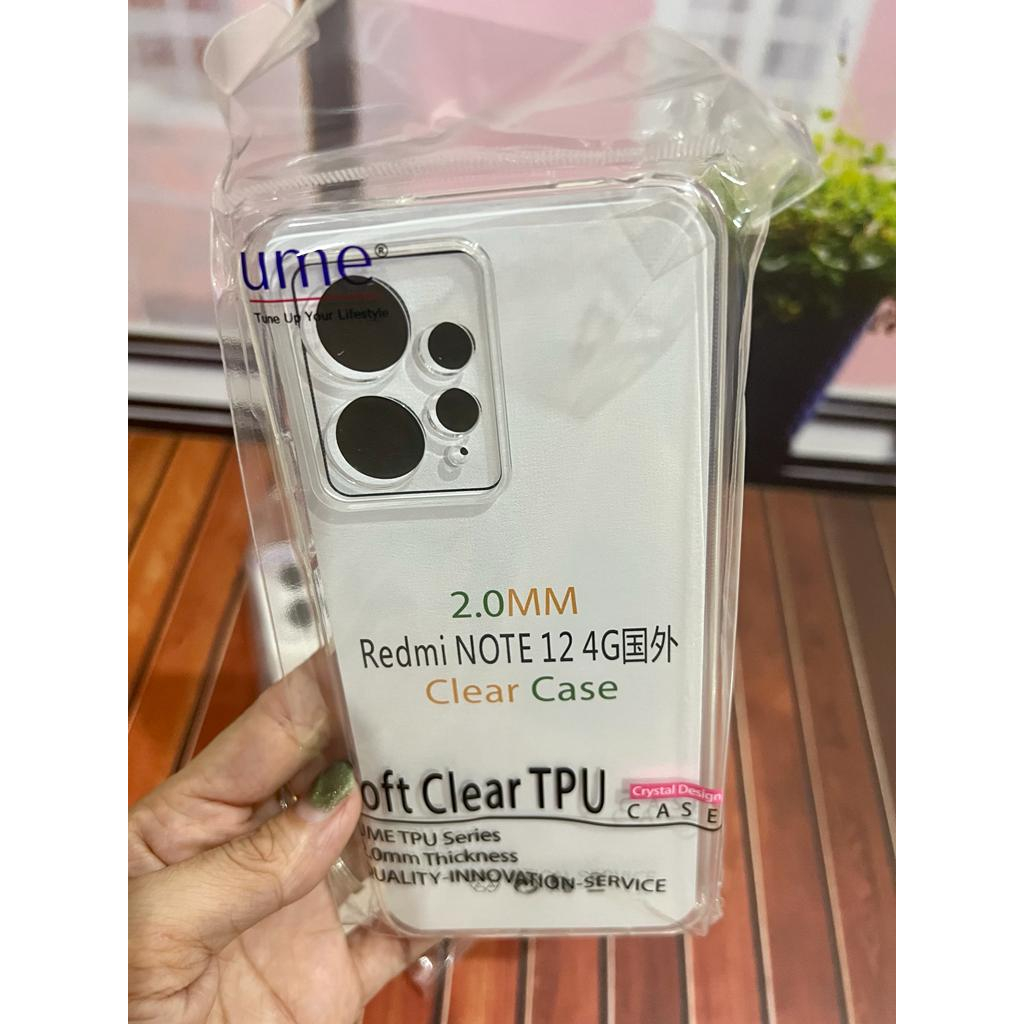 ume®
Tune Up Your Lifestyle
2.0MM
Redmi NOTE 12 4G国外
Clear Case
oft Clear TPU
Crystal Design
CASE
UME TPU Series
.0mm Thickness
QUALITY-INNOVATION-SERVICE